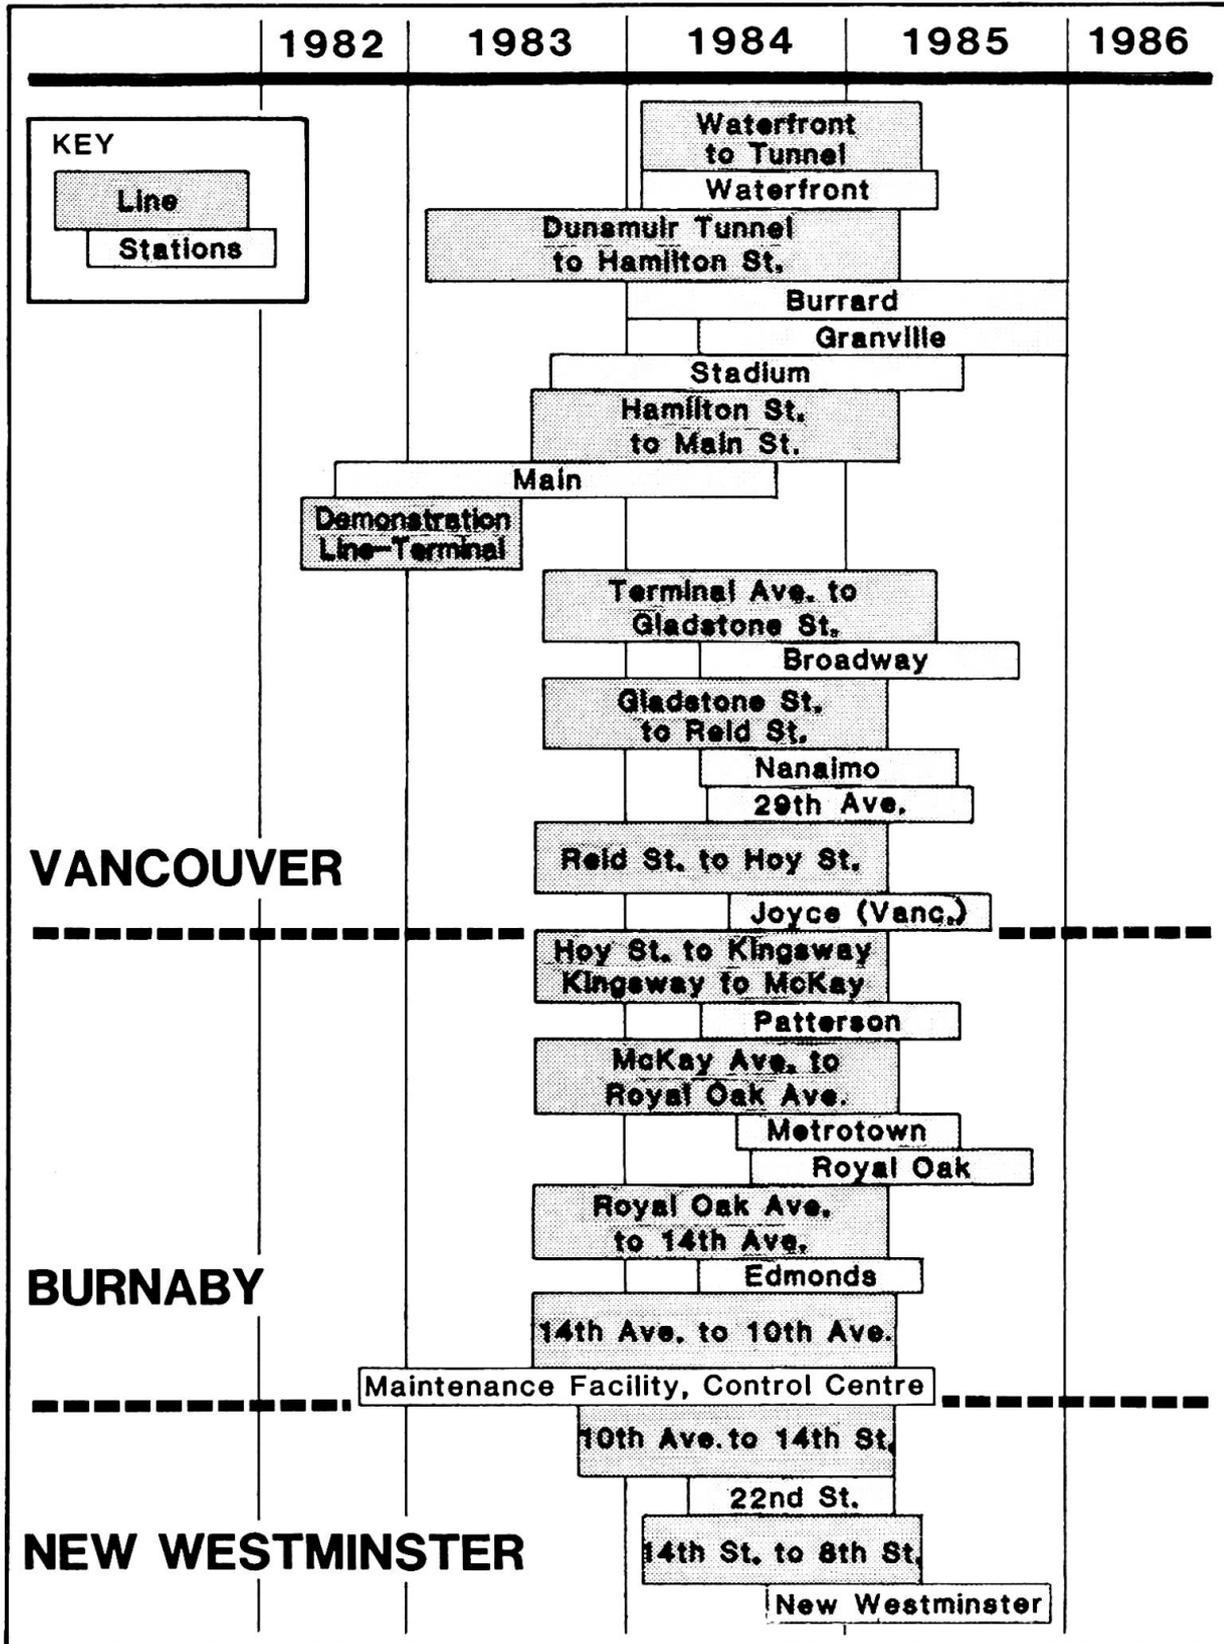 1982 1983 1984 1985 1986
KEY
Line
Stations
Waterfront
to Tunnel
Waterfront
Dunsmuir Tunnel
to Hamilton St.
Burrard
Granville
Stadium
Hamilton St.
to Main St.
Main
Demonstration
Line-Terminal
Terminal Ave. to
Gladstone St.
Broadway
Gladstone St.
to Reid St.
Nanaimo
29th Ave.
Reid St. to Hoy St.
VANCOUVER
Joyce (Vanc.)
Hoy St. to Kingsway
Kingsway to McKay
Patterson
McKay Ave. to
Royal Oak Ave.
Metrotown
Royal Oak
Royal Oak Ave.
to 14th Ave.
Edmonds
BURNABY
14th Ave. to 10th Ave.
Maintenance Facility, Control Centre
10th Ave. to 14th St.
22nd St.
NEW WESTMINSTER
14th St. to 8th St.
New Westminster